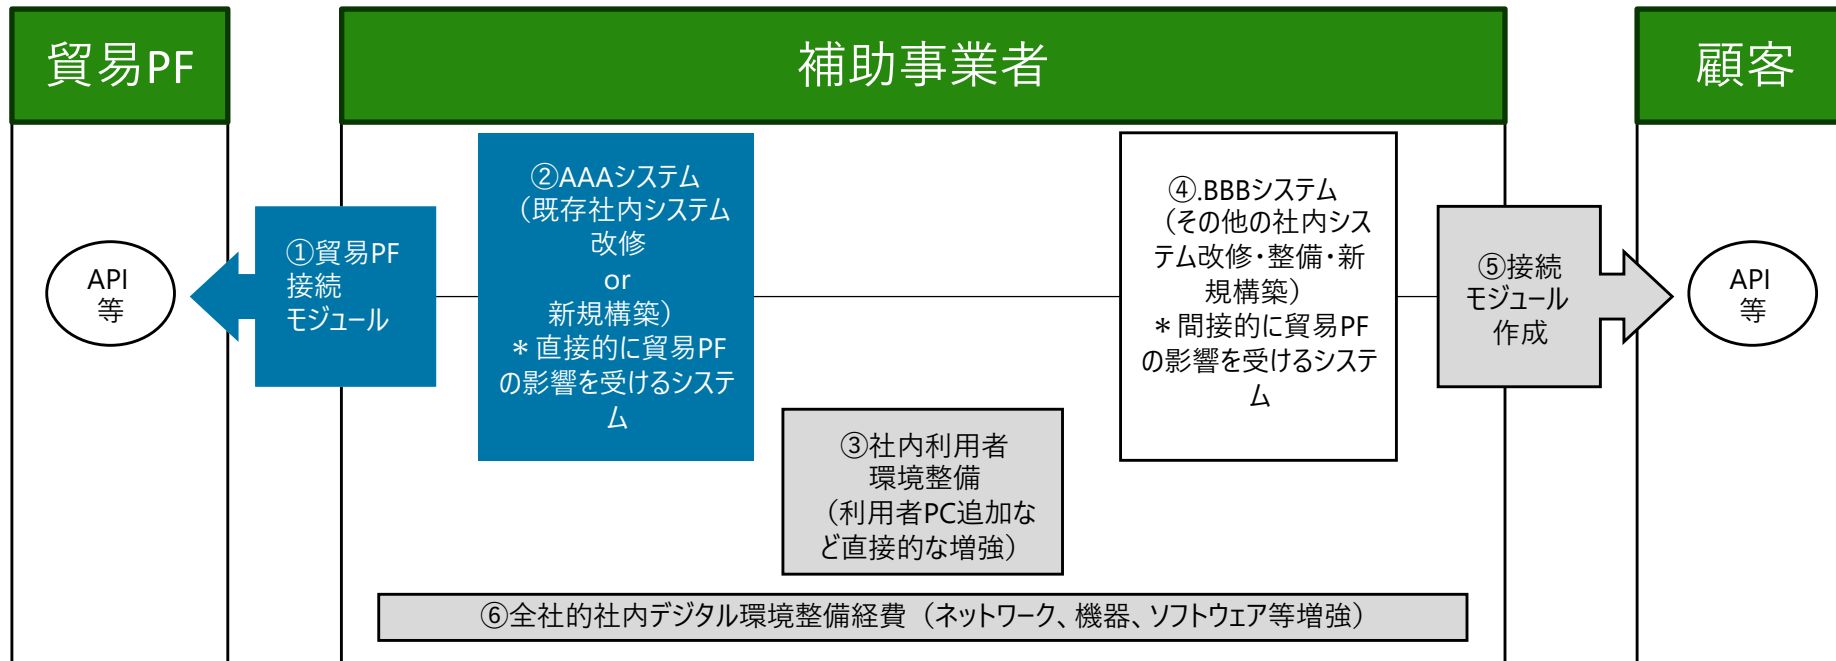 貿易PF
補助事業者
顧客
API
等
①貿易PF
接続
モジュール
②AAAシステム
（既存社内システム
改修
or
新規構築）
＊直接的に貿易PF
の影響を受けるシステ
ム
③社内利用者
環境整備
（利用者PC追加な
ど直接的な増強）
④.BBBシステム
（その他の社内シス
テム改修・整備・新
規構築）
＊間接的に貿易PF
の影響を受けるシステ
ム
⑤接続
モジュール
作成
API
等
⑥全社的社内デジタル環境整備経費（ネットワーク、機器、ソフトウェア等増強）